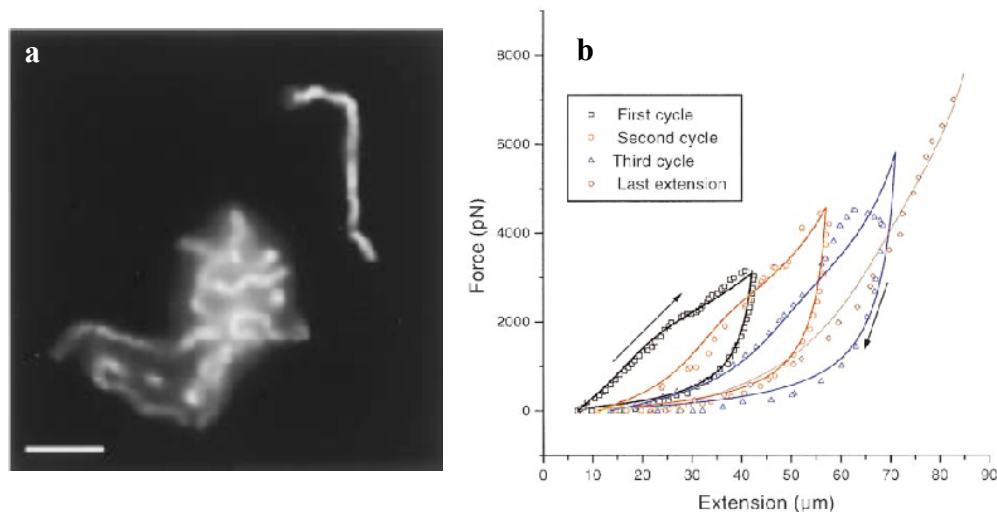 a
b
8000
6000
4000
2000
0
Force (pN)
First cycle
Second cycle
Third cycle
Last extension
0 10 20 30 40 50 60 70 80 90
Extension (μm)